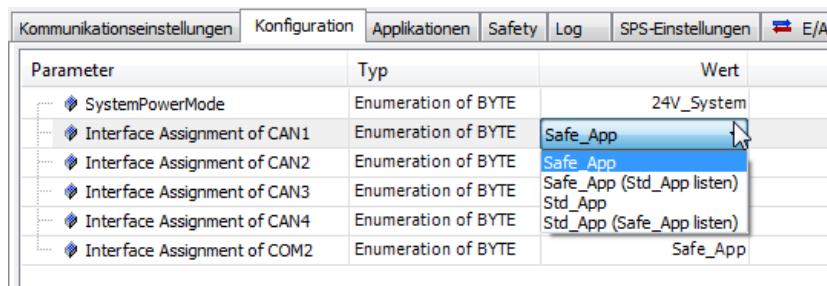 Kommunikationseinstellungen Konfiguration Applikationen Safety Log SPS-Einstellungen E/A
Parameter Typ Wert
SystemPowerMode Enumeration of BYTE 24V_System
Interface Assignment of CAN1 Enumeration of BYTE Safe_App
Interface Assignment of CAN2 Enumeration of BYTE Safe_App
Safe_App (Std_App listen)
Interface Assignment of CAN3 Enumeration of BYTE Std_App
Interface Assignment of CAN4 Enumeration of BYTE Std_App (Safe_App listen)
Interface Assignment of COM2 Enumeration of BYTE Safe_App